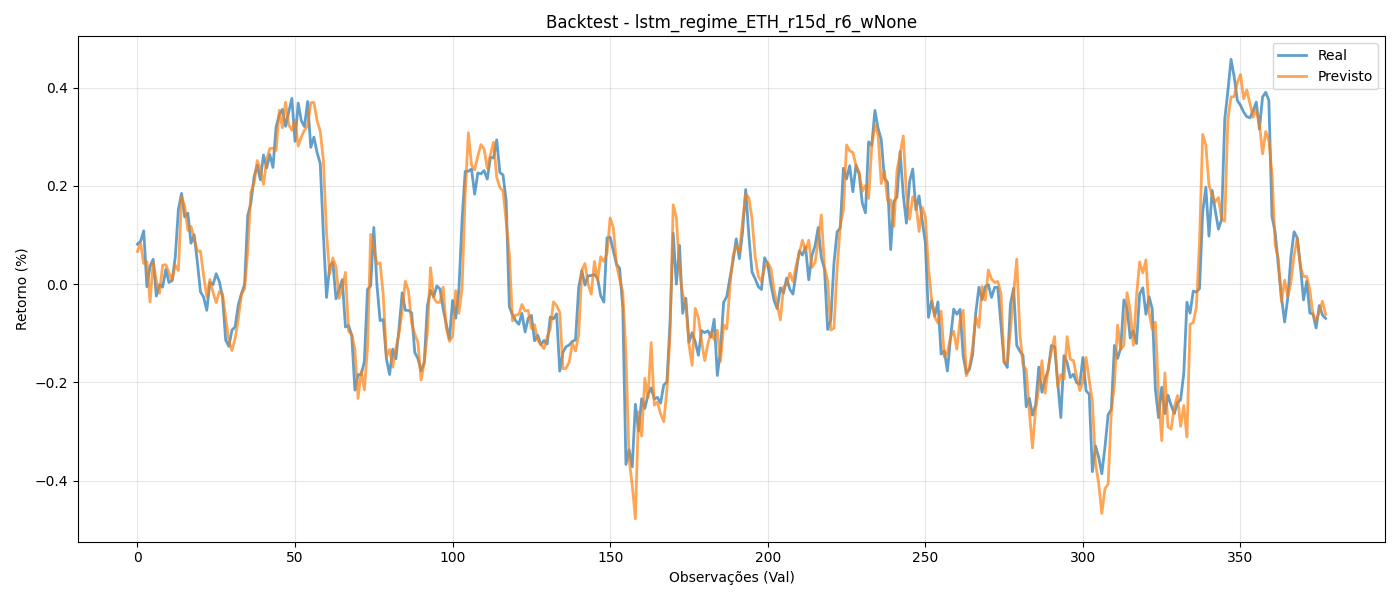 Backtest - lstm_regime_ETH_r15d_r6_wNone
Real
Previsto
Retorno (%)
0.4
0.2
0.0
−0.2
−0.4
0 50 100 150 200 250 300 350
Observações (Val)